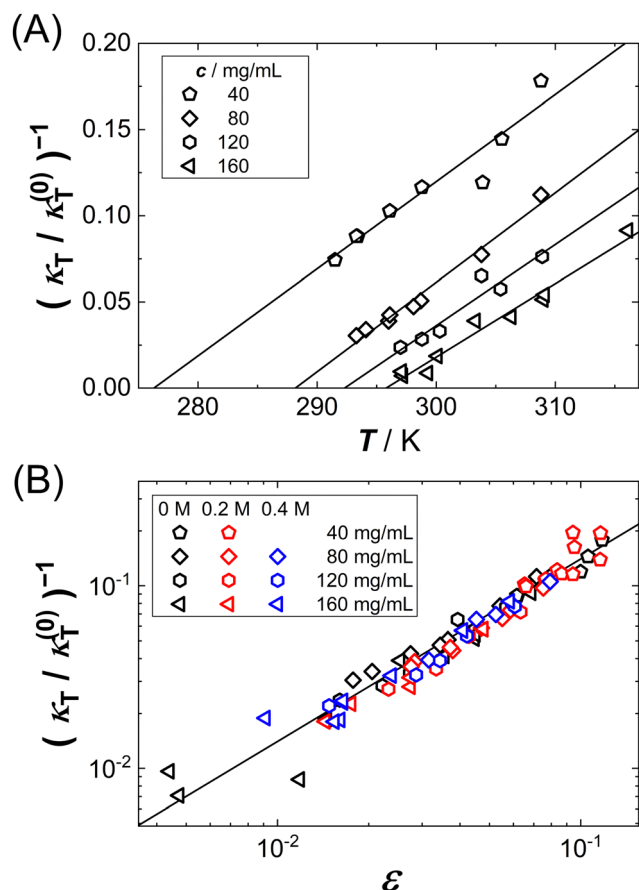 (A)
0.20
0.15
0.10
0.05
0.00
( κT / κT(0) )−1
c / mg/mL
40
80
120
160
280 290 300 310
T / K
(B)
0 M 0.2 M 0.4 M
40 mg/mL
80 mg/mL
120 mg/mL
160 mg/mL
10−1
10−2
( κT / κT(0) )−1
10−2 10−1
ε